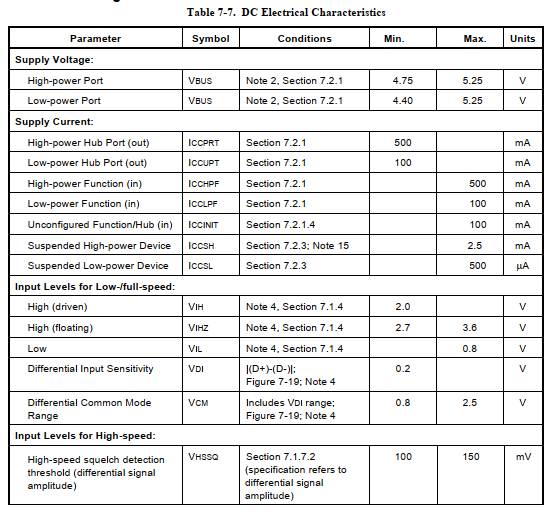 Table 7-7. DC Electrical Characteristics
Parameter Symbol Conditions Min. Max. Units
Supply Voltage:
High-power Port VBUS Note 2, Section 7.2.1 4.75 5.25 V
Low-power Port VBUS Note 2, Section 7.2.1 4.40 5.25 V
Supply Current:
High-power Hub Port (out) ICCPRT Section 7.2.1 500 mA
Low-power Hub Port (out) ICCUPT Section 7.2.1 100 mA
High-power Function (in) ICCHPF Section 7.2.1 500 mA
Low-power Function (in) ICCLPF Section 7.2.1 100 mA
Unconfigured Function/Hub (in) ICCINIT Section 7.2.1.4 100 mA
Suspended High-power Device ICCSH Section 7.2.3; Note 15 2.5 mA
Suspended Low-power Device ICCSL Section 7.2.3 500 µA
Input Levels for Low-/full-speed:
High (driven) VIH Note 4, Section 7.1.4 2.0 V
High (floating) VIHZ Note 4, Section 7.1.4 2.7 3.6 V
Low VIL Note 4, Section 7.1.4 0.8 V
Differential Input Sensitivity VDI |(D+)-(D-)|; 0.2 V
Figure 7-19; Note 4
Differential Common Mode VCM Includes VDI range; 0.8 2.5 V
Range Figure 7-19; Note 4
Input Levels for High-speed:
High-speed squelch detection VHSSQ Section 7.1.7.2 100 150 mV
threshold (differential signal (specification refers to
amplitude) differential signal
amplitude)